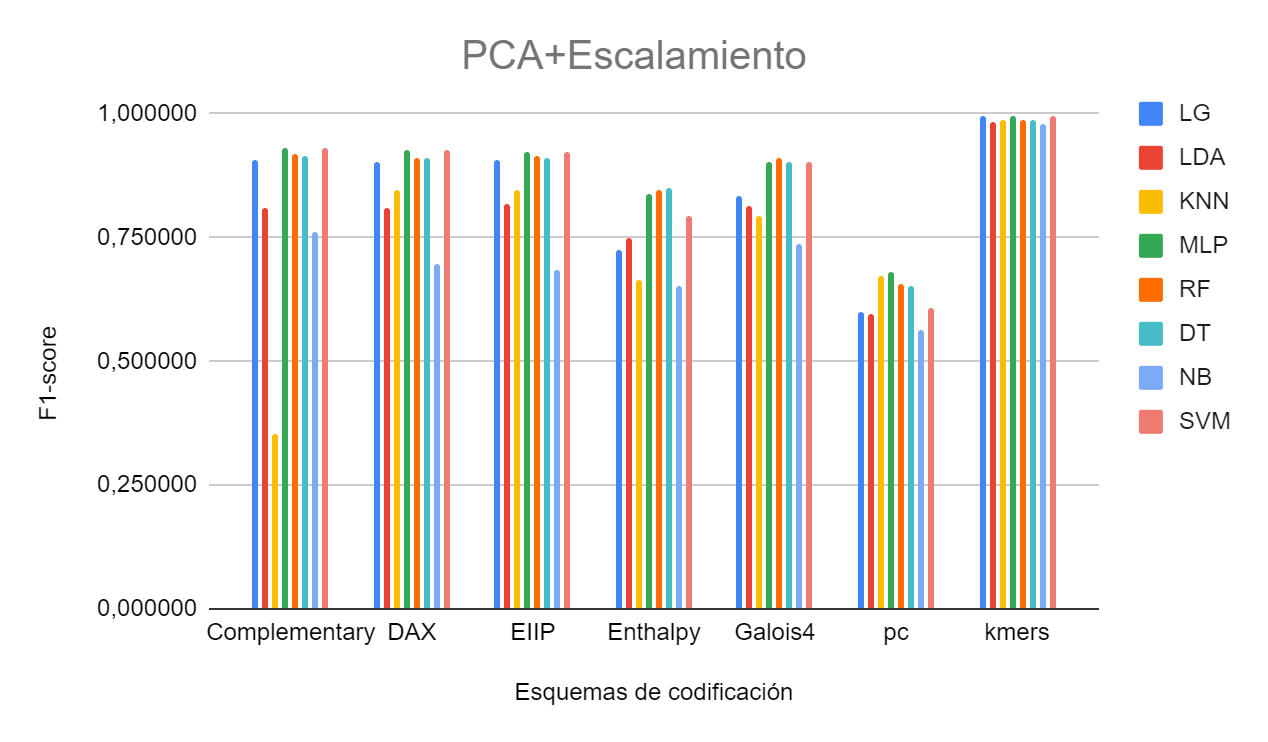 PCA+Escalamiento
1,000000
0,750000
0,500000
0,250000
0,000000
F1-score
Complementary DAX EIIP Enthalpy Galois4 pc kmers
Esquemas de codificación
LG
LDA
KNN
MLP
RF
DT
NB
SVM